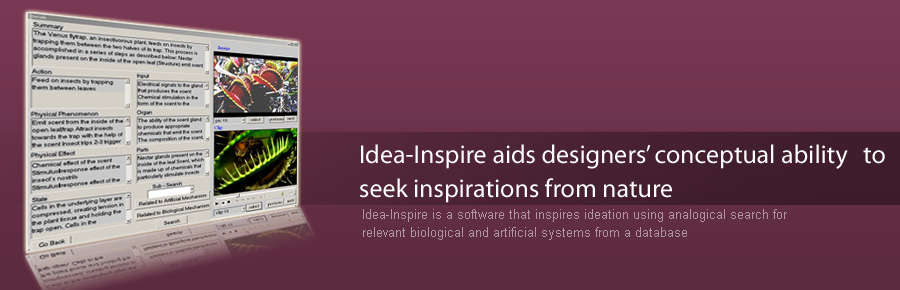 Summary
The Venus flytrap, an insectivorous plant, feeds on insects by
trapping them between the two halves of its trap. This process is
accomplished in a series of steps as described below: Nectar
glands present on the inside of the open leaf (Structure) emit scent
Action
Feed on insects by trapping
them between leaves
Physical Phenomenon
Emit scent from the inside of the
open leaf/trap Attract insects
towards the trap with the help of
the scent Insect trips 2-3 trigger
Physical Effect
Chemical effect of the scent
Stimulus/response effect of the
insect's nostrils
Stimulus/response effect of the
State
Cells in the underlying layer are
compressed, creating tension in
the plant tissue and holding the
trap open. Cells in the
Go Back
Input
Electrical signals to the gland
that produces the scent
Chemical stimulation in the
form of the scent to the
Organ
The ability of the scent gland
to produce appropriate
chemicals that emit the scent
The composition of the scent,
Parts
Nectar glands present on the
inside of the leaf Scent, which
is made up of chemicals that
particularly stimulate insects
Sub - Search
Related to Artificial Mechanism
Related to Biological Mechanism
Search
Image
select
previous
next
Clip
select
previous
next
Idea-Inspire aids designers' conceptual ability to
seek inspirations from nature
Idea-Inspire is a software that inspires ideation using analogical search for
relevant biological and artificial systems from a database